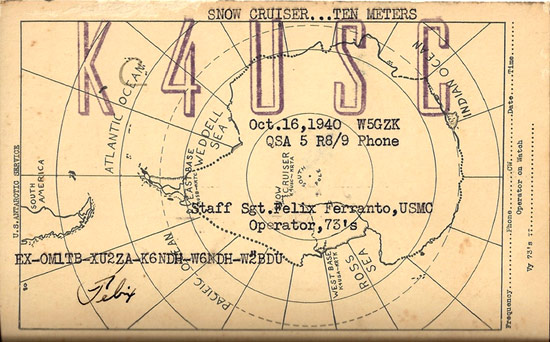 SNOW CRUISER...TEN METERS
K4USC
Oct.16,1940 W5GZK
QSA 5 R8/9 Phone
Staff Sgt.Felix Ferranto,USMC
Operator,73's
EX-OM1TB-XU2ZA-K6NDH-W6NDH-W2BDU
Felix
U.S. ANTARCTIC SERVICE
SOUTH AMERICA
ATLANTIC OCEAN
WEDDELL SEA
EAST BASE
SNOW CRUISER
SOUTH POLE
INDIAN OCEAN
PACIFIC OCEAN
WEST BASE
ROSS SEA
Frequency Phone CW Date Time
Operator on Watch
Vy 73's